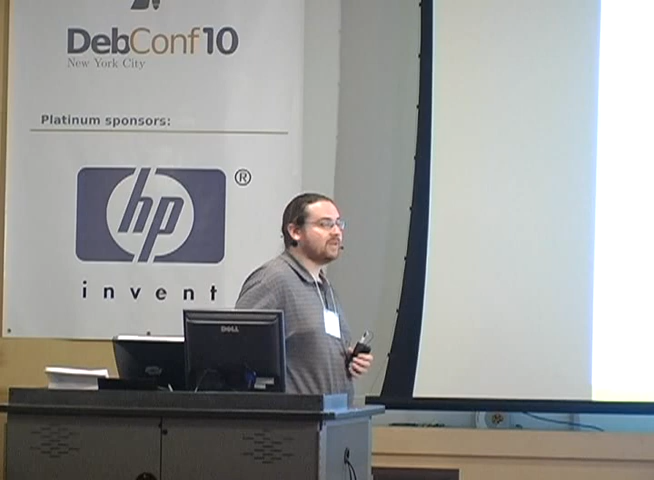 DebConf10
New York City
Platinum sponsors:
hp ®
invent
DELL